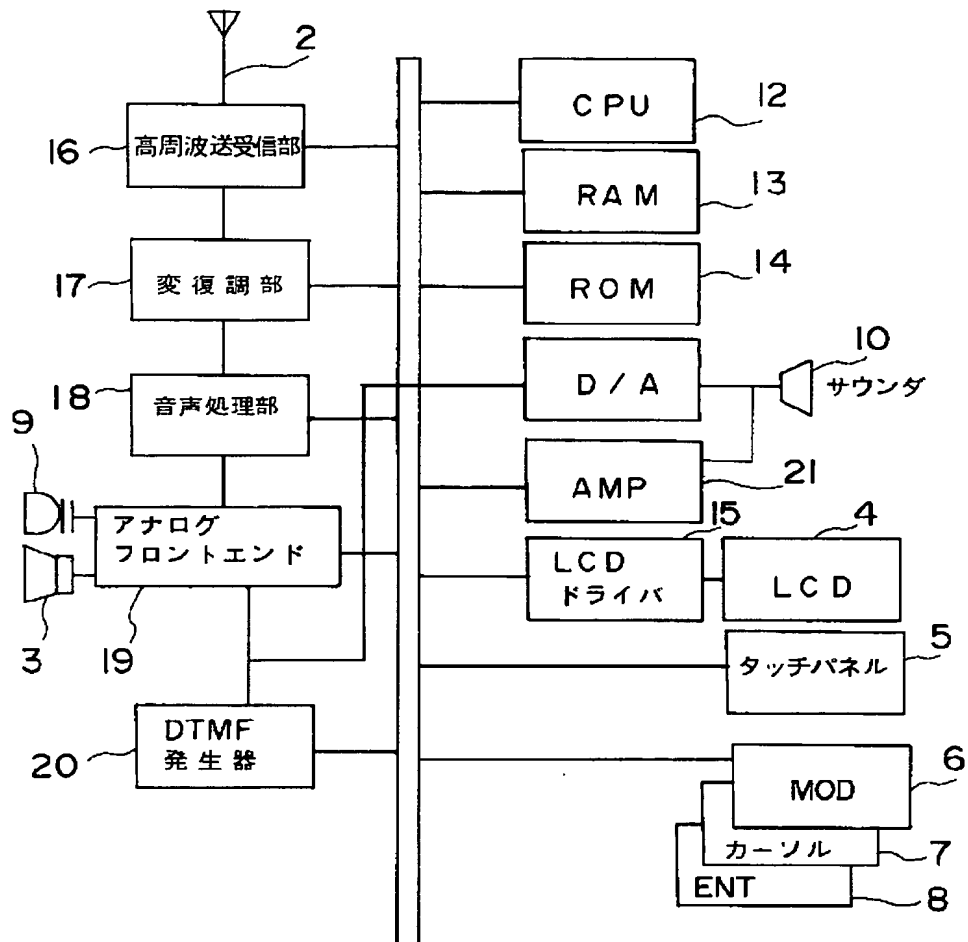 2
16
高周波送受信部
17
変復調部
18
音声処理部
9
アナログ
フロントエンド
3
19
DTMF
発生器
20
CPU
12
RAM
13
ROM
14
D/A
10
サウンダ
AMP
21
15
LCD
ドライバ
4
LCD
タッチパネル
5
MOD
6
カーソル
7
ENT
8